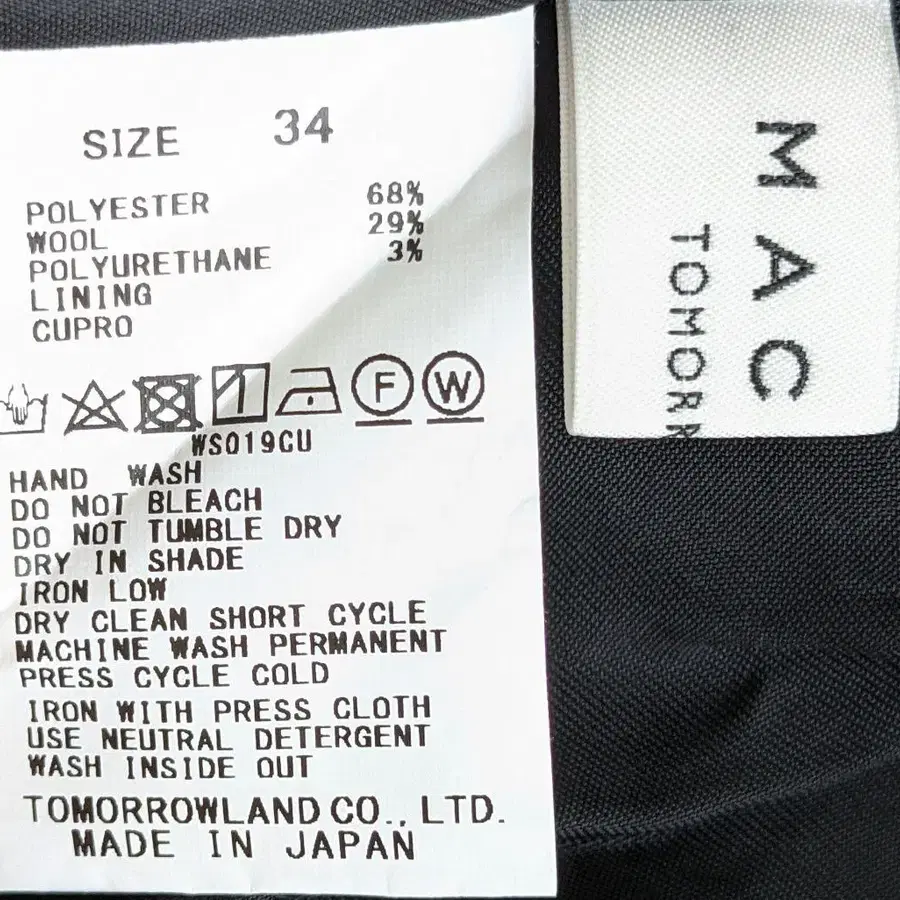 SIZE 34
POLYESTER 68%
WOOL 29%
POLYURETHANE 3%
LINING
CUPRO
F W
WS019CU
HAND WASH
DO NOT BLEACH
DO NOT TUMBLE DRY
DRY IN SHADE
IRON LOW
DRY CLEAN SHORT CYCLE
MACHINE WASH PERMANENT
PRESS CYCLE COLD
IRON WITH PRESS CLOTH
USE NEUTRAL DETERGENT
WASH INSIDE OUT
TOMORROWLAND CO., LTD.
MADE IN JAPAN
MAC
TOMORR